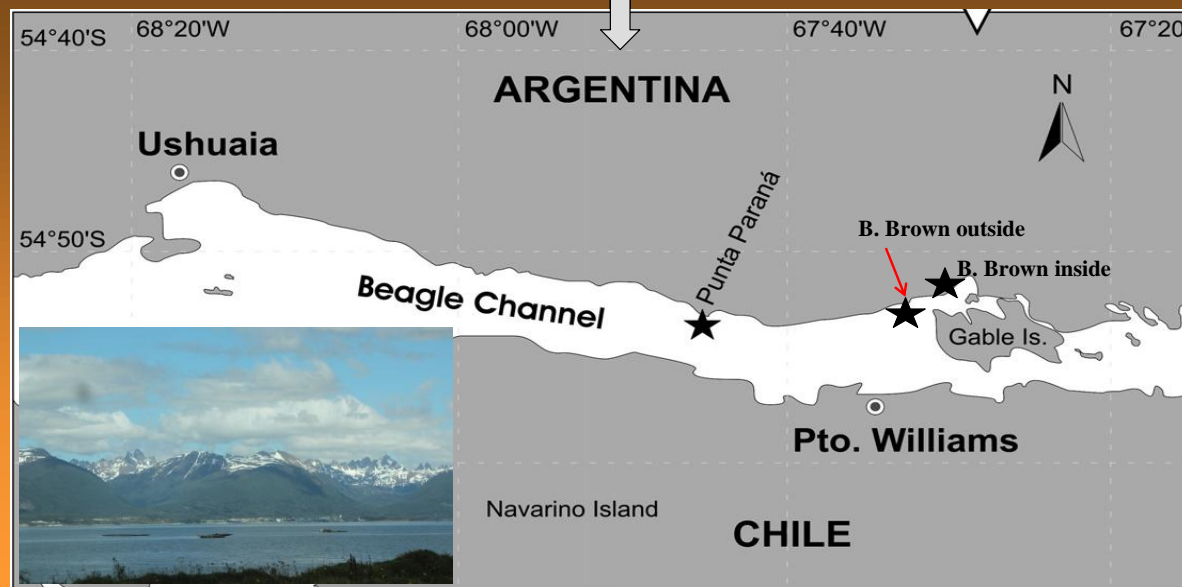 68°20'W
68°00'W
67°40'W
67°20
54°40'S
ARGENTINA
N
Ushuaia
Punta Paraná
B. Brown outside
54°50'S
B. Brown inside
Beagle Channel
Gable Is.
Pto. Williams
Navarino Island
CHILE